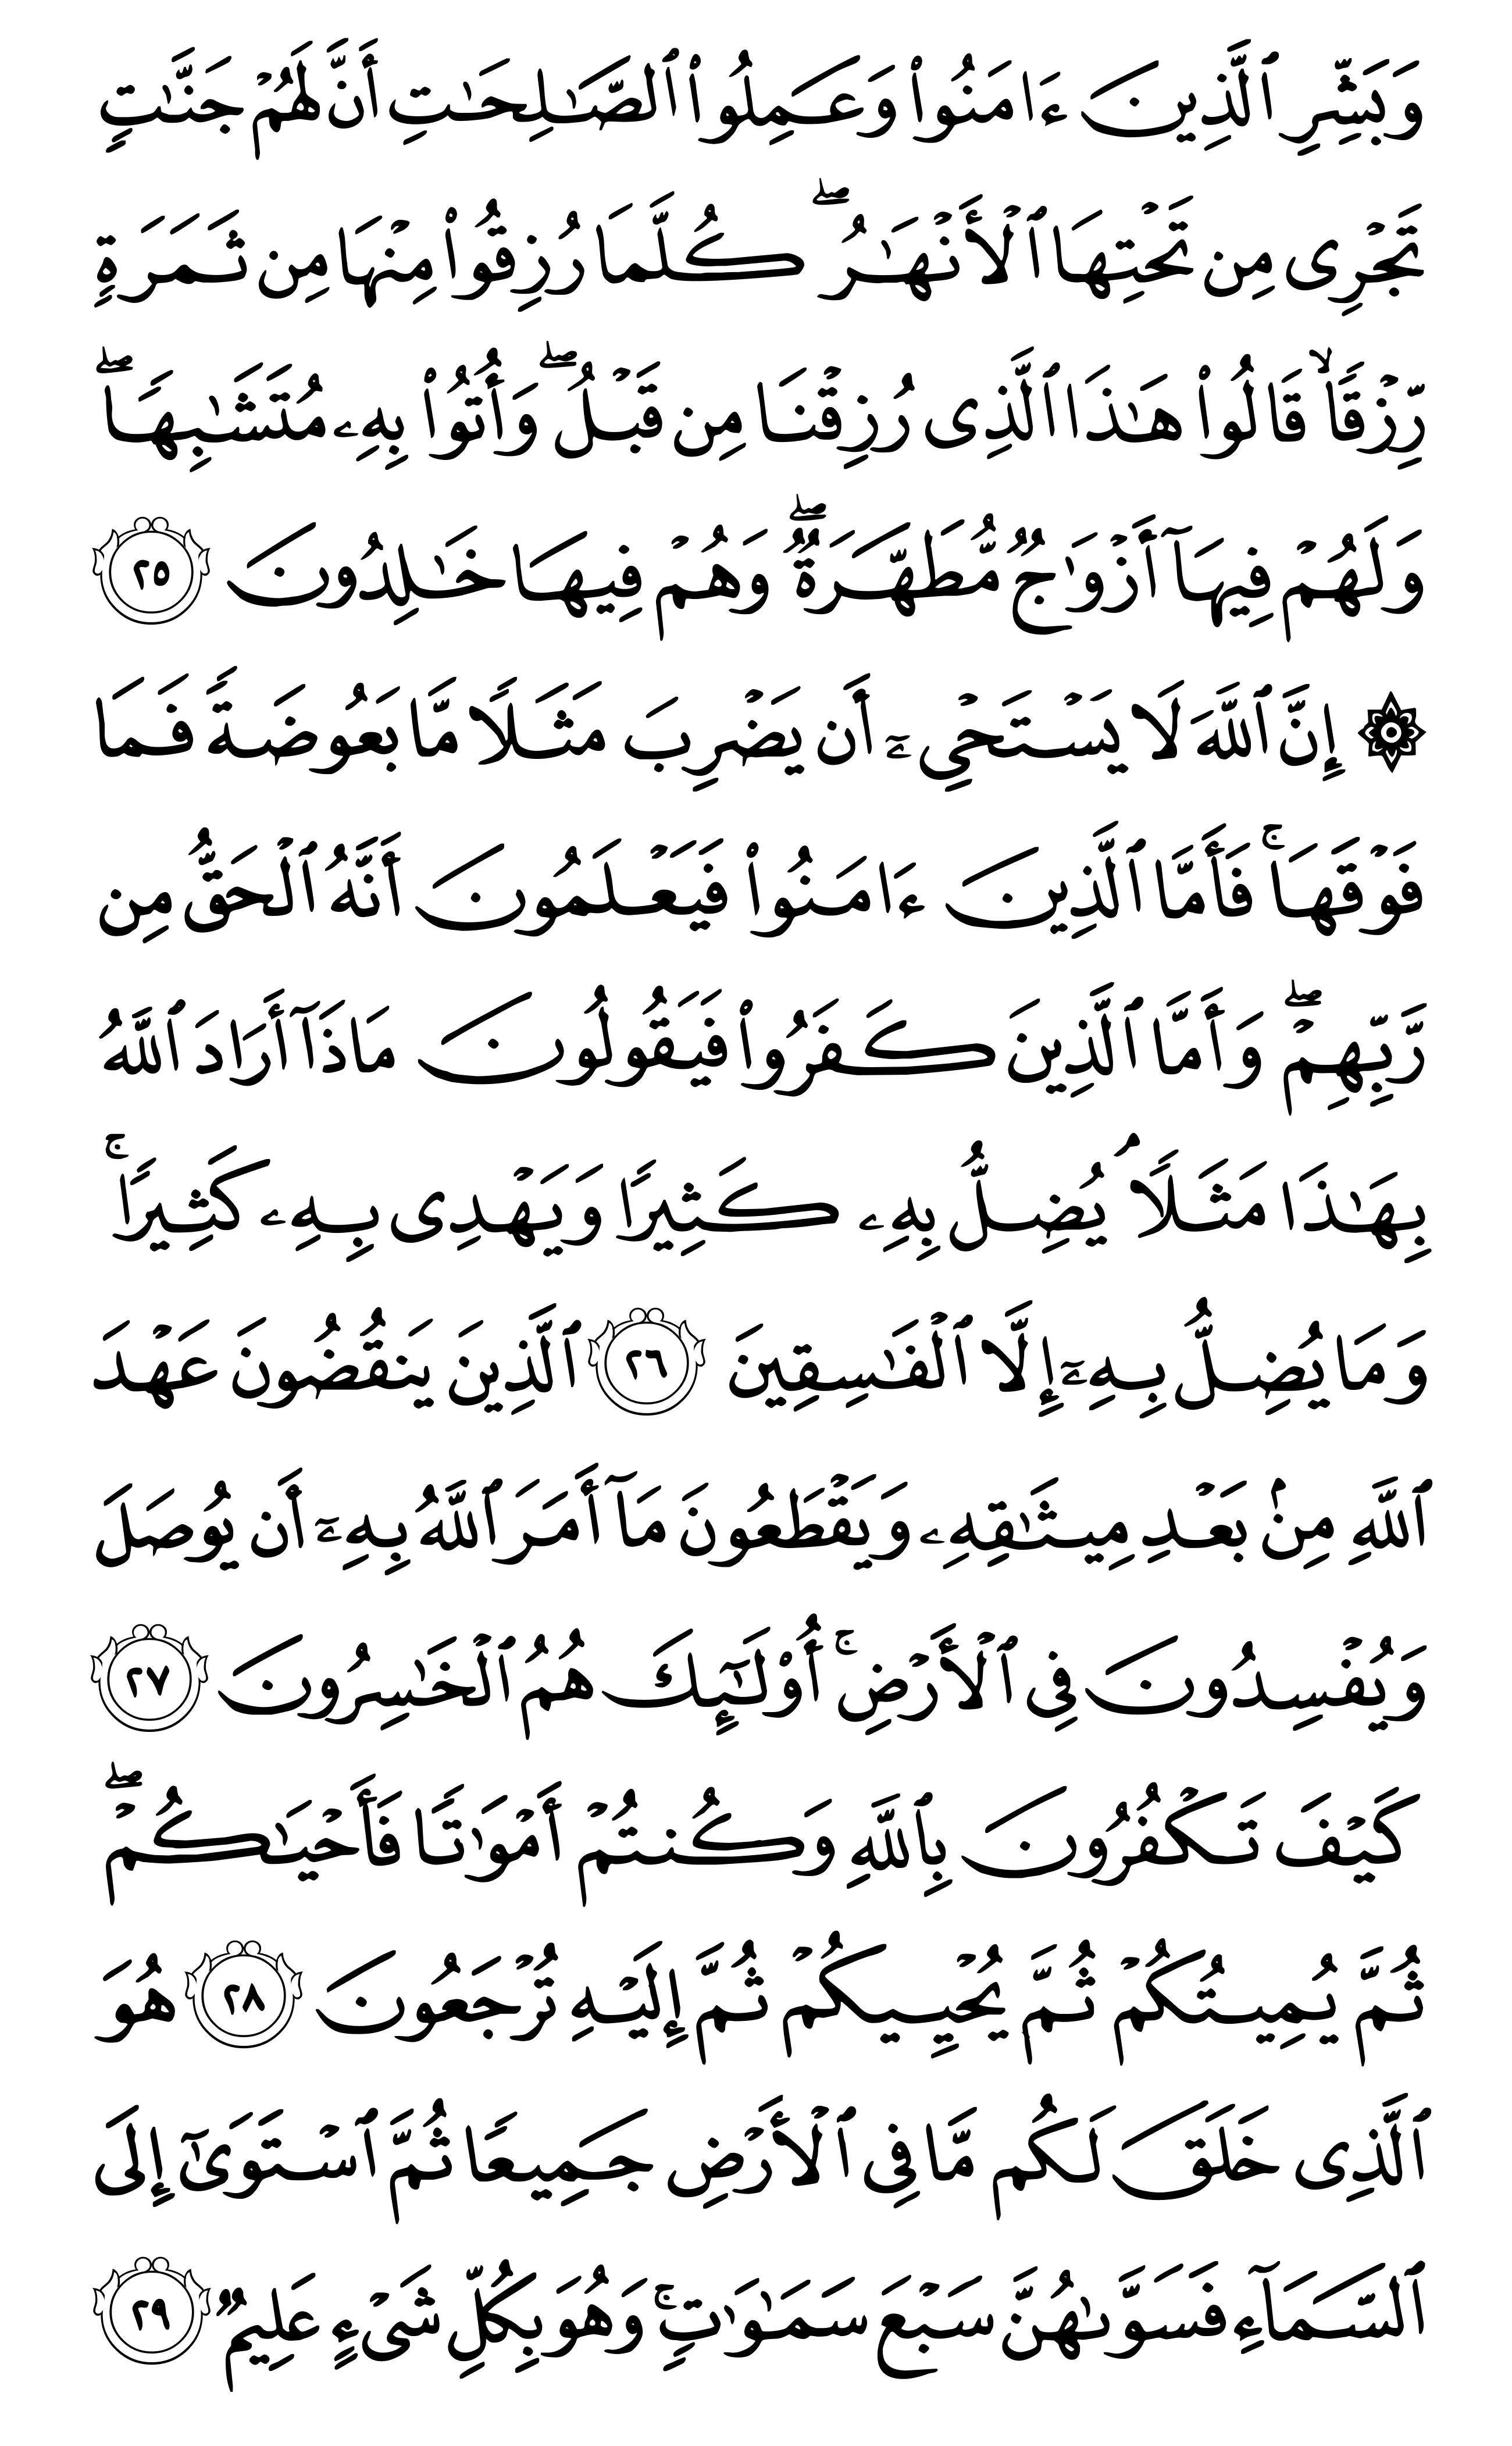 وَبَشِّرِ ٱلَّذِينَ ءَامَنُوا۟ وَعَمِلُوا۟ ٱلصَّـٰلِحَـٰتِ أَنَّ لَهُمْ جَنَّـٰتٍ
تَجْرِى مِن تَحْتِهَا ٱلْأَنْهَـٰرُ ۖ كُلَّمَا رُزِقُوا۟ مِنْهَا مِن ثَمَرَةٍ
رِّزْقًا ۙ قَالُوا۟ هَـٰذَا ٱلَّذِى رُزِقْنَا مِن قَبْلُ ۖ وَأُتُوا۟ بِهِۦ مُتَشَـٰبِهًا ۖ
وَلَهُمْ فِيهَآ أَزْوَٰجٌ مُّطَهَّرَةٌ ۖ وَهُمْ فِيهَا خَـٰلِدُونَ ٢٥
۞ إِنَّ ٱللَّهَ لَا يَسْتَحْىِۦٓ أَن يَضْرِبَ مَثَلًا مَّا بَعُوضَةً فَمَا
فَوْقَهَا ۚ فَأَمَّا ٱلَّذِينَ ءَامَنُوا۟ فَيَعْلَمُونَ أَنَّهُ ٱلْحَقُّ مِن
رَّبِّهِمْ ۖ وَأَمَّا ٱلَّذِينَ كَفَرُوا۟ فَيَقُولُونَ مَاذَآ أَرَادَ ٱللَّهُ
بِهَـٰذَا مَثَلًا ۘ يُضِلُّ بِهِۦ كَثِيرًا وَيَهْدِى بِهِۦ كَثِيرًا ۚ
وَمَا يُضِلُّ بِهِۦٓ إِلَّا ٱلْفَـٰسِقِينَ ٢٦ ٱلَّذِينَ يَنقُضُونَ عَهْدَ
ٱللَّهِ مِنۢ بَعْدِ مِيثَـٰقِهِۦ وَيَقْطَعُونَ مَآ أَمَرَ ٱللَّهُ بِهِۦٓ أَن يُوصَلَ
وَيُفْسِدُونَ فِى ٱلْأَرْضِ ۚ أُو۟لَـٰٓئِكَ هُمُ ٱلْخَـٰسِرُونَ ٢٧
كَيْفَ تَكْفُرُونَ بِٱللَّهِ وَكُنتُمْ أَمْوَٰتًا فَأَحْيَـٰكُمْ ۖ
ثُمَّ يُمِيتُكُمْ ثُمَّ يُحْيِيكُمْ ثُمَّ إِلَيْهِ تُرْجَعُونَ ٢٨ هُوَ
ٱلَّذِى خَلَقَ لَكُم مَّا فِى ٱلْأَرْضِ جَمِيعًا ثُمَّ ٱسْتَوَىٰٓ إِلَى
ٱلسَّمَآءِ فَسَوَّىٰهُنَّ سَبْعَ سَمَـٰوَٰتٍ ۚ وَهُوَ بِكُلِّ شَىْءٍ عَلِيمٌ ٢٩